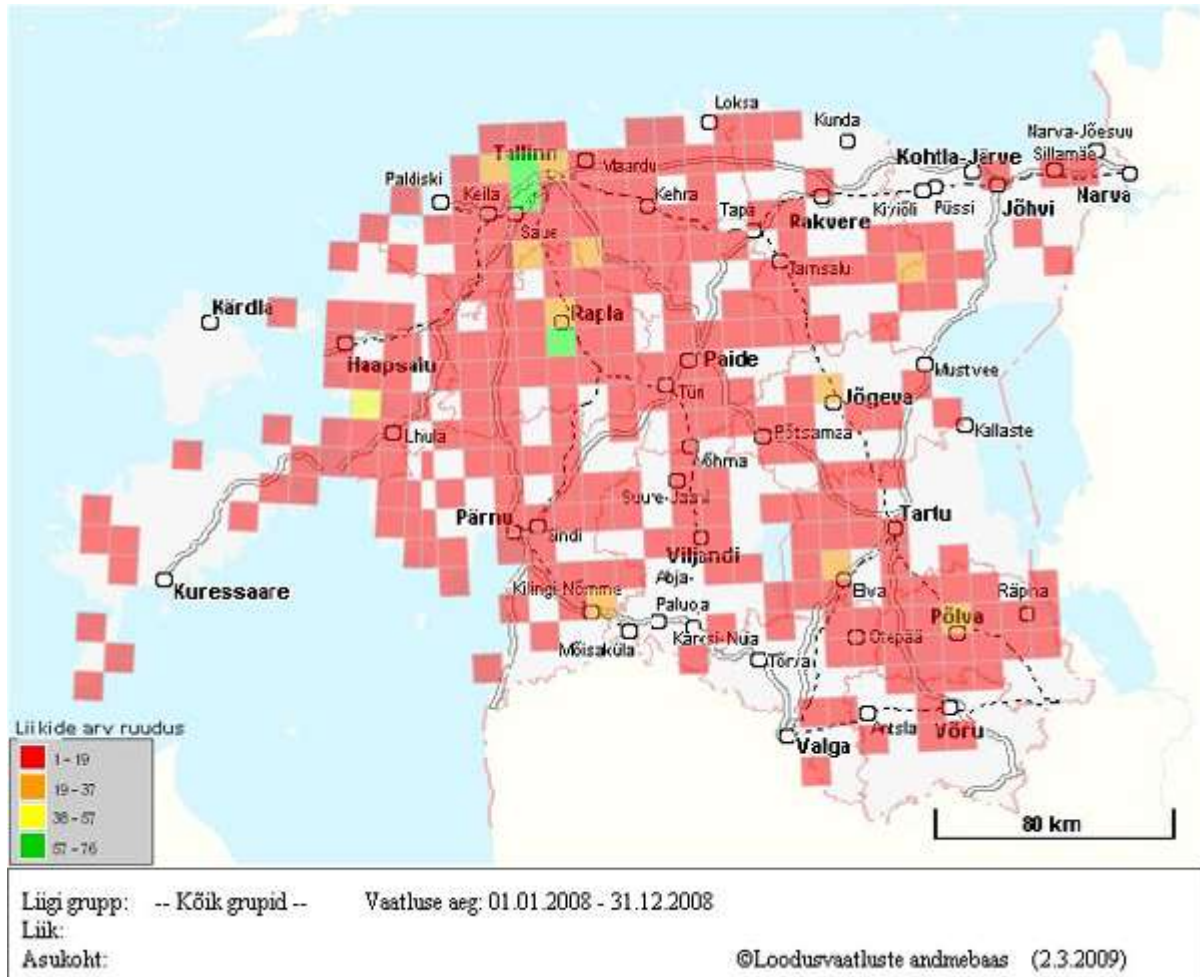 Loksa
Kunda
Narva-Jõesuu
Tallinn
Maardu
Kohtla-Järve
Sillamäe
Paldiski
Keila
Kehra
Narva
Saue
Tapa
Rakvere
Kiviõli
Püssi
Jõhvi
Tamsalu
Kärdla
Rapla
Haapsalu
Paide
Mustvee
Türi
Jõgeva
Lihula
Põltsamaa
Kallaste
Võhma
Suure-Jaani
Pärnu
Sindi
Viljandi
Tartu
Kuressaare
Kilingi-Nõmme
Abja-
Paluoja
Elva
Räpina
Põlva
Mõisaküla
Karksi-Nuia
Otepää
Tõrva
Liikide arv ruudus
1 - 19
19 - 37
38 - 57
57 - 76
Valga
Antsla
Võru
80 km
Liigi grupp: -- Kõik grupid -- Vaatluse aeg: 01.01.2008 - 31.12.2008
Liik:
Asukoht: ©Loodusvaatluste andmebaas (2.3.2009)